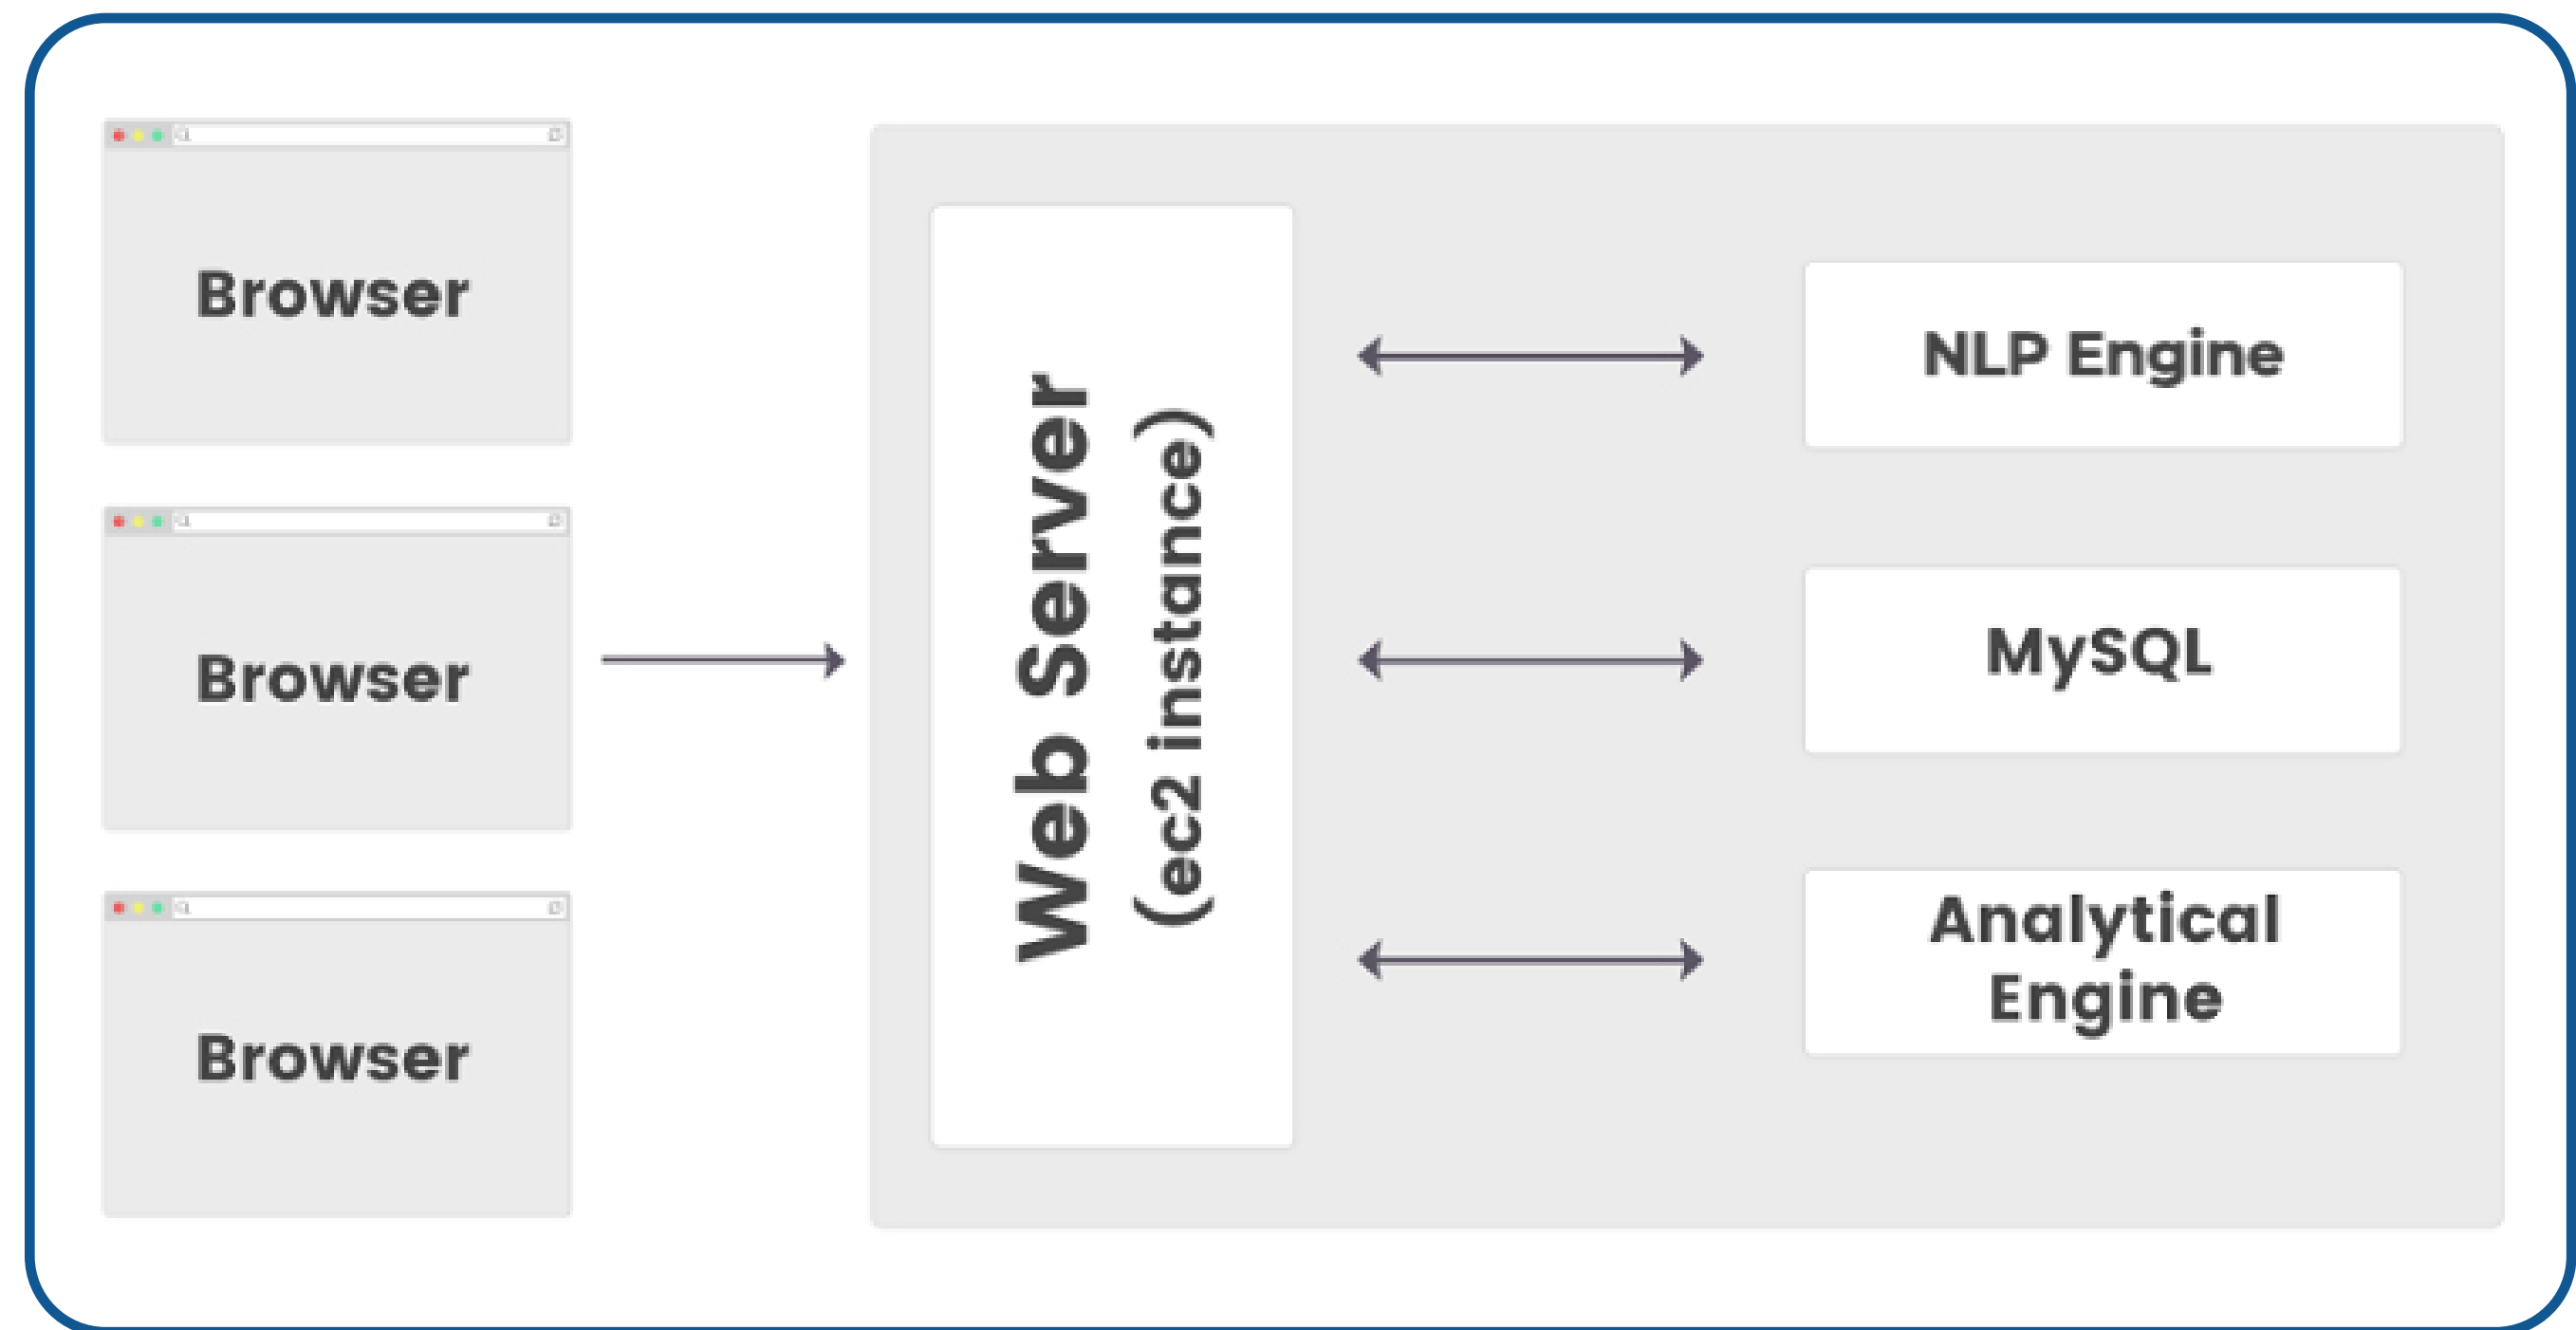 Browser
Browser
Browser
Web Server
(ec2 instance)
NLP Engine
MySQL
Analytical
Engine